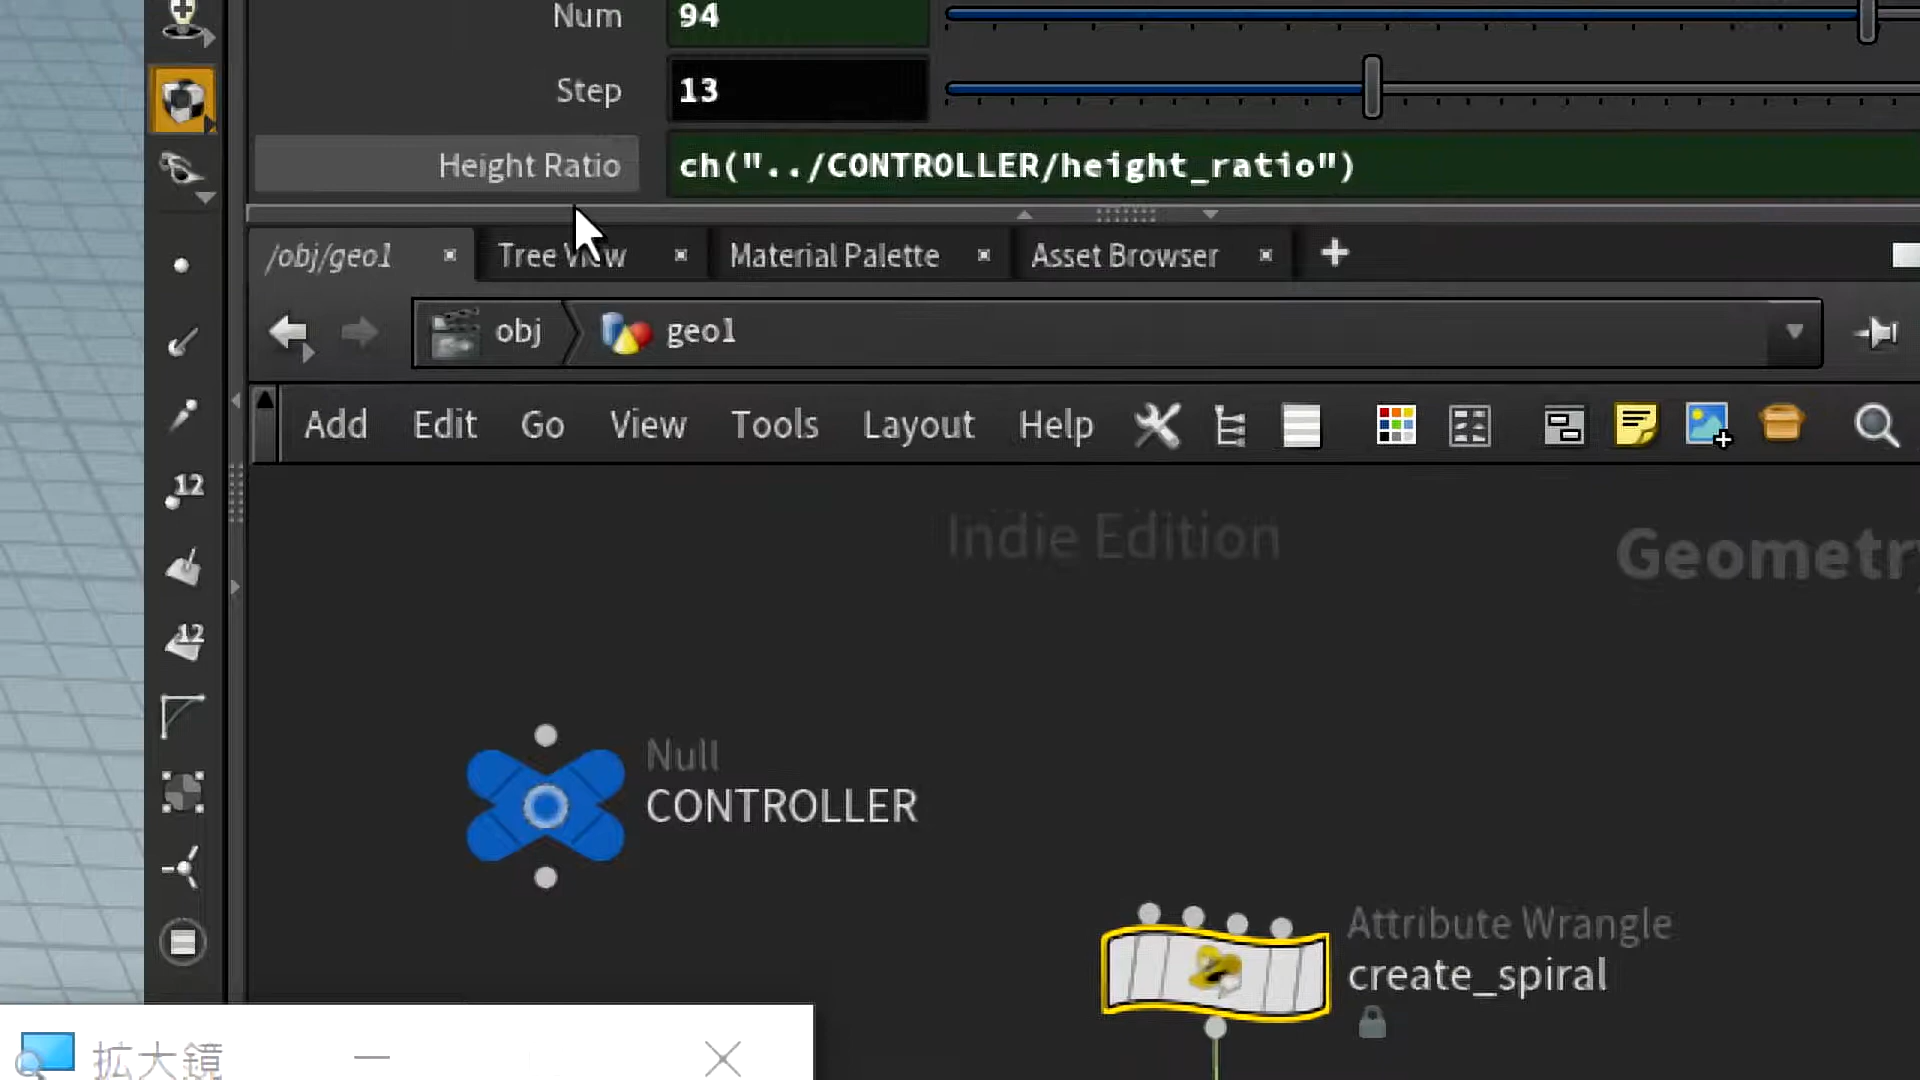 Num 94
Step 13
Height Ratio ch("../CONTROLLER/height_ratio")
/obj/geo1 Tree View Material Palette Asset Browser
obj geo1
Add Edit Go View Tools Layout Help
12
12
Indie Edition
Geometry
Null
CONTROLLER
Attribute Wrangle
create_spiral
拡大鏡